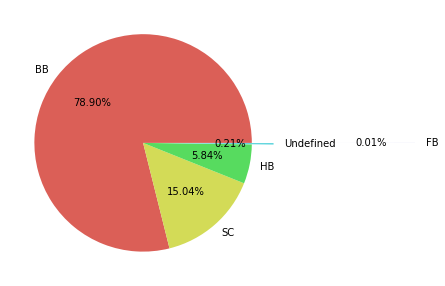 BB
78.90%
0.21%
Undefined
0.01%
FB
5.84%
HB
15.04%
SC